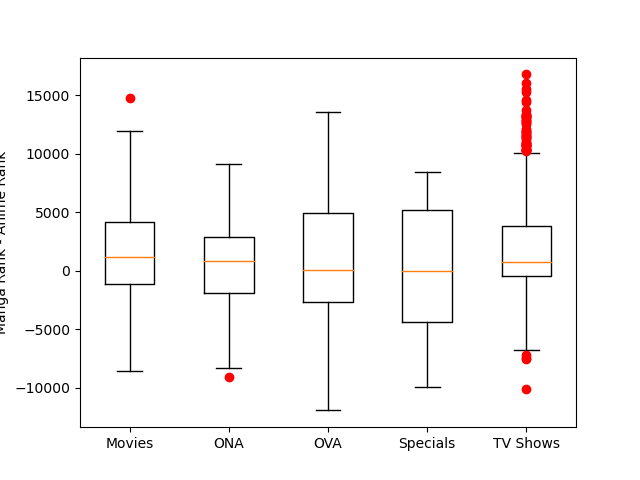 15000
10000
5000
0
−5000
−10000
Manga Rank - Anime Rank
Movies
ONA
OVA
Specials
TV Shows